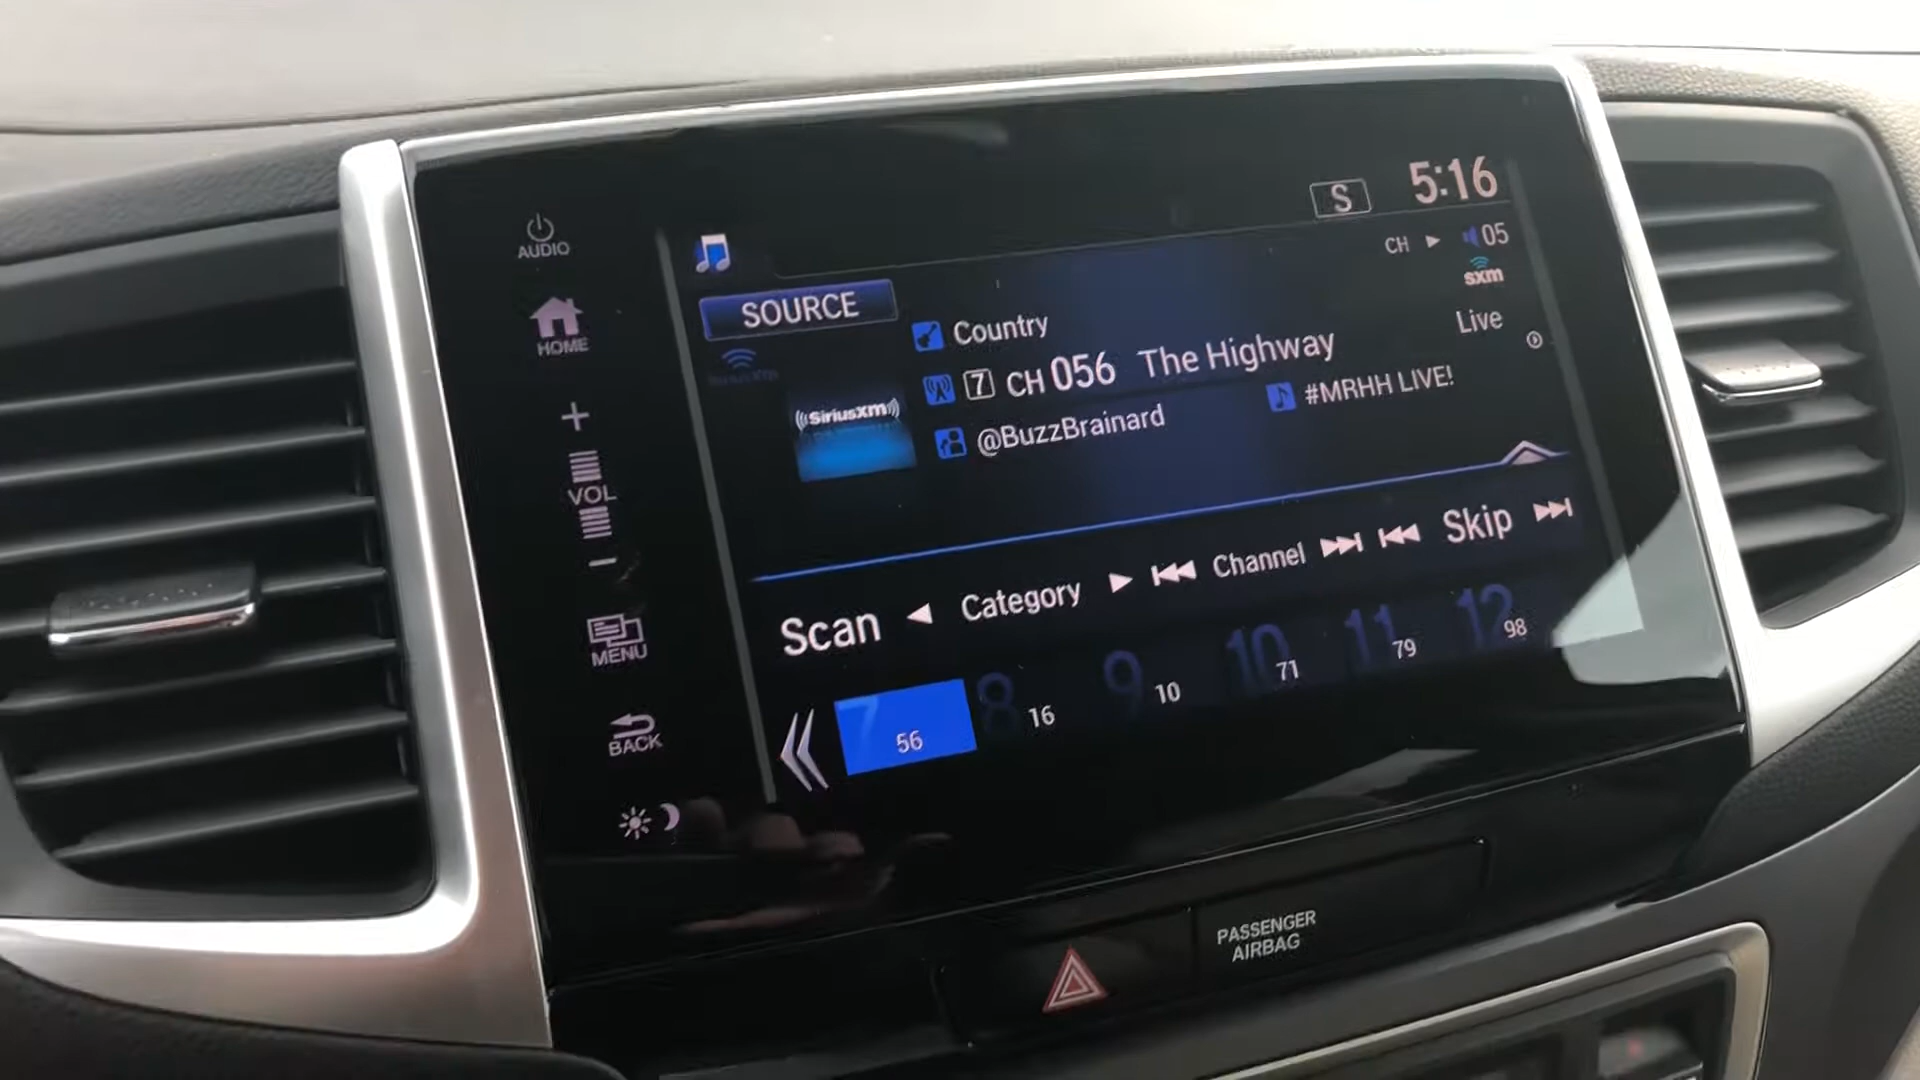 AUDIO
HOME
+
VOL
−
MENU
BACK
S
5:16
CH
05
sxm
SOURCE
Country
Live
7 CH 056 The Highway
((SiriusXM))
@BuzzBrainard
#MRHH LIVE!
Scan
Category
Channel
Skip
7 56
8 16
9 10
10 71
11 79
12 98
PASSENGER
AIRBAG